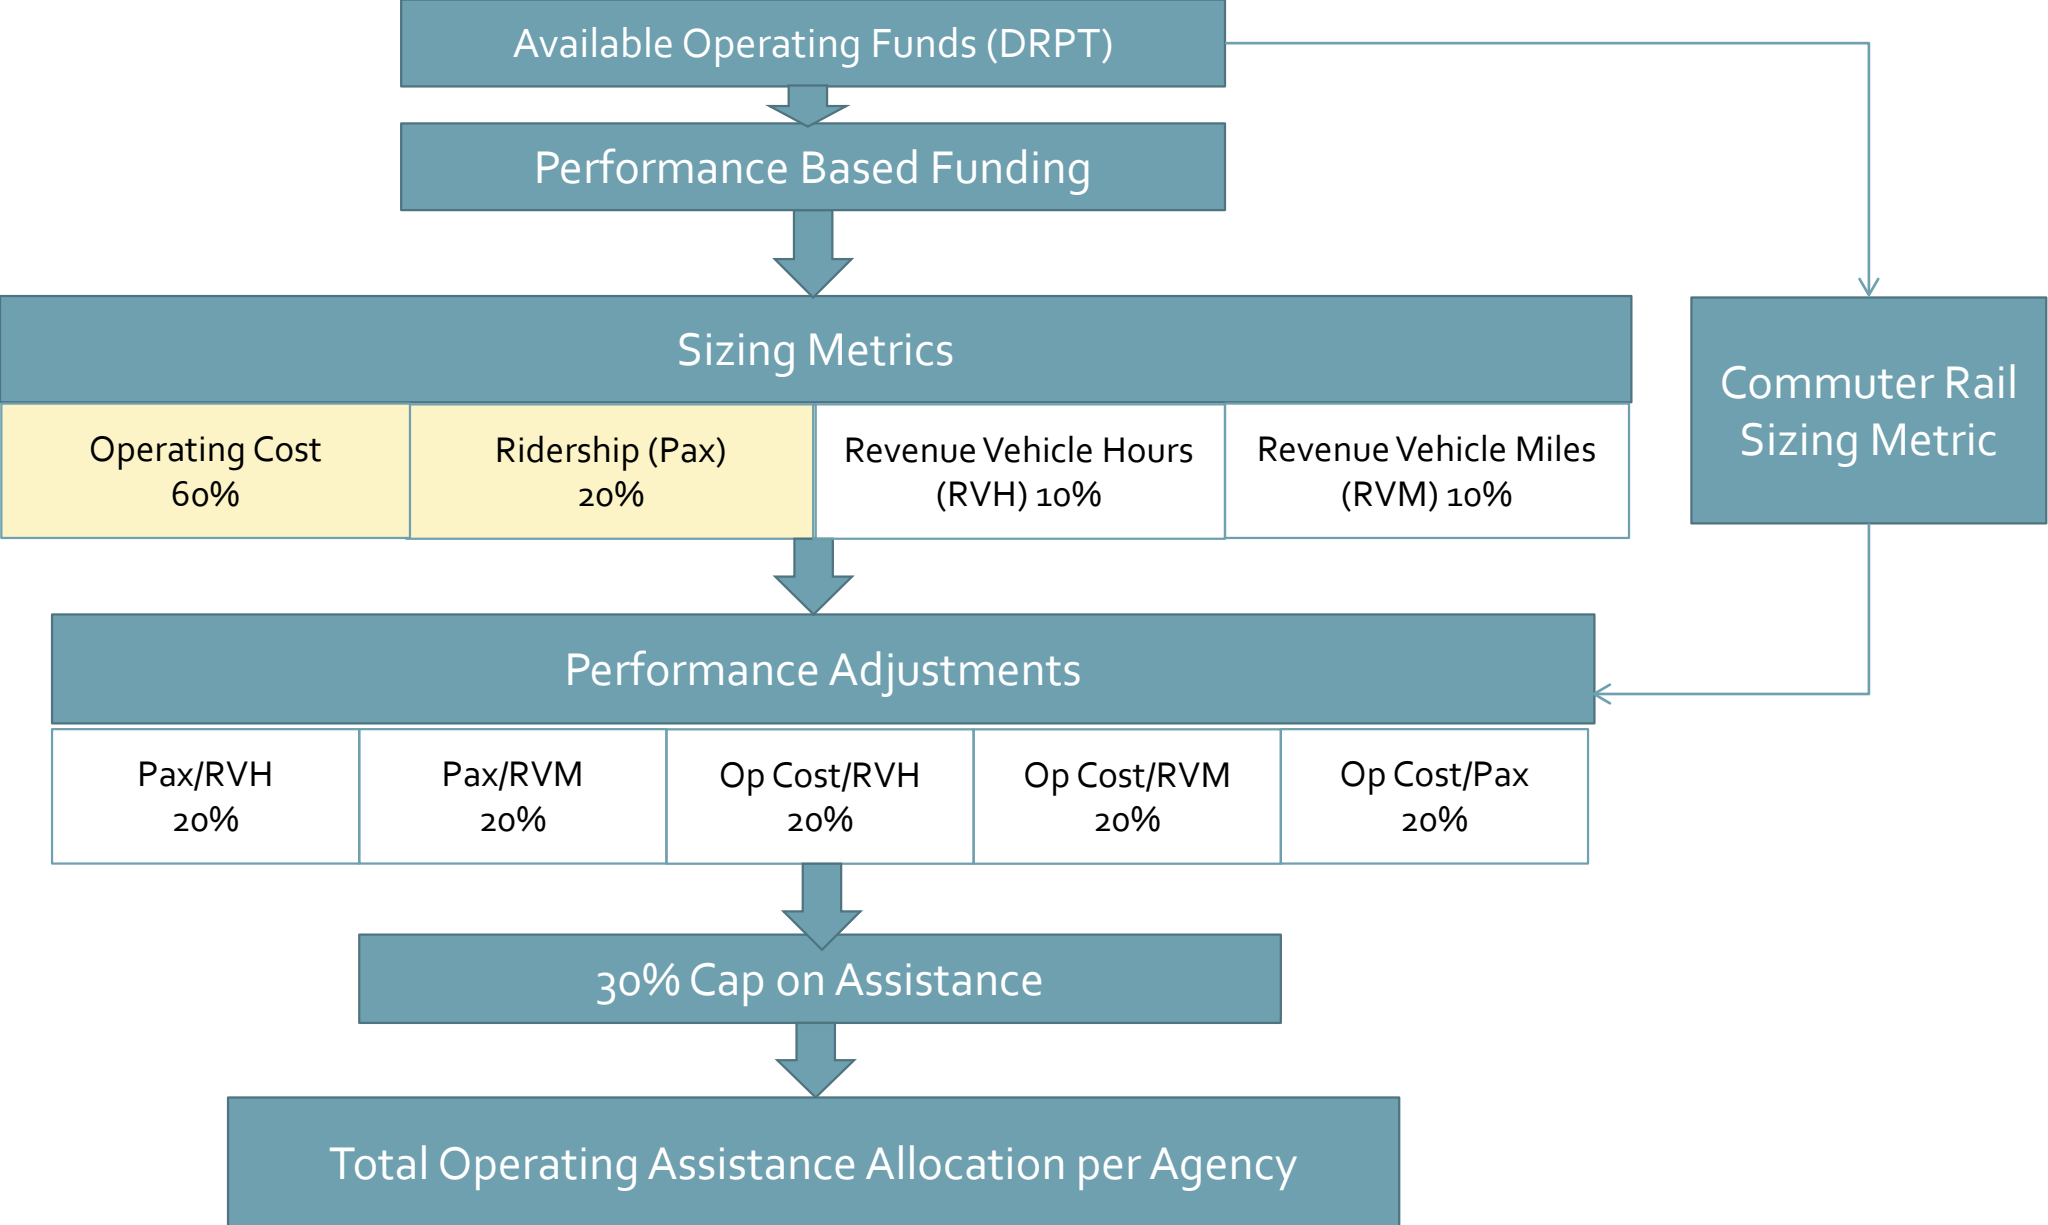 Available Operating Funds (DRPT)
Performance Based Funding
Sizing Metrics
Commuter Rail
Sizing Metric
Operating Cost
60%
Ridership (Pax)
20%
Revenue Vehicle Hours
(RVH) 10%
Revenue Vehicle Miles
(RVM) 10%
Performance Adjustments
Pax/RVH
20%
Pax/RVM
20%
Op Cost/RVH
20%
Op Cost/RVM
20%
Op Cost/Pax
20%
30% Cap on Assistance
Total Operating Assistance Allocation per Agency